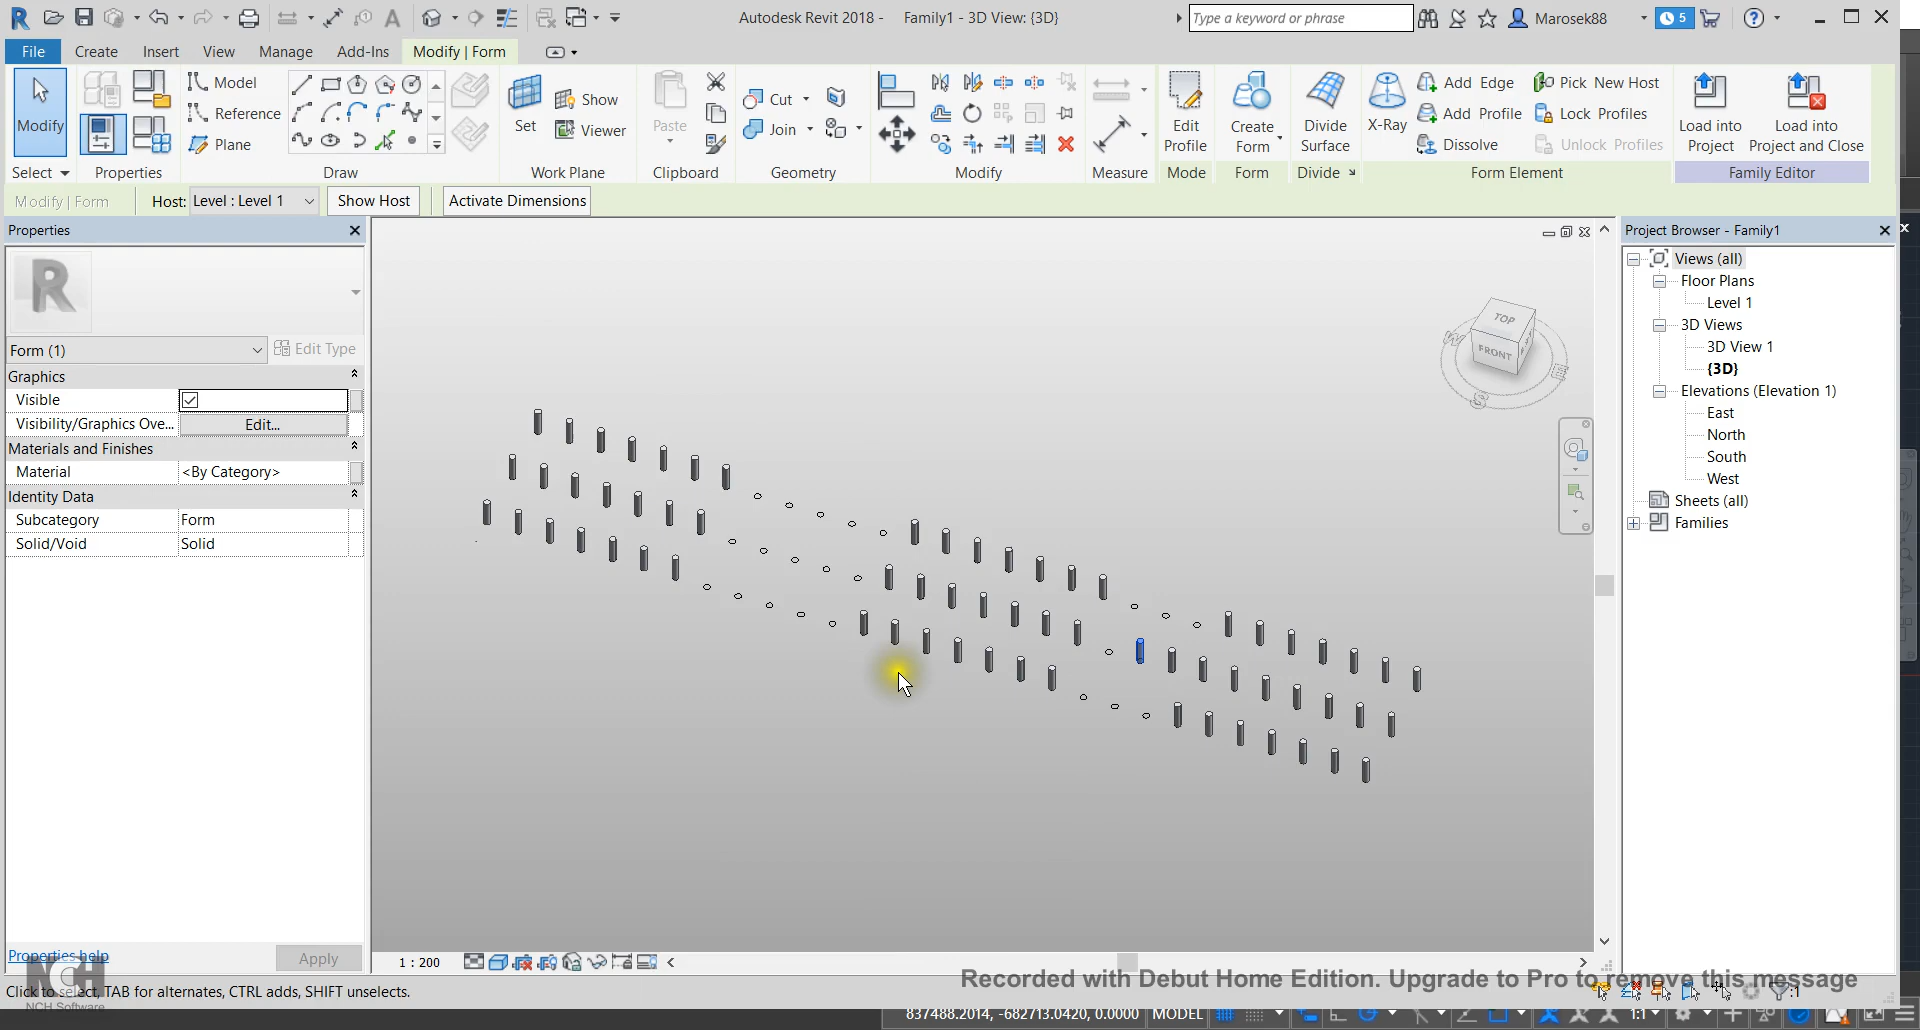 Autodesk Revit 2018 - Family1 - 3D View: {3D}
Type a keyword or phrase
Marosek88
5
File Create Insert View Manage Add-Ins Modify | Form
Modify
Model
Reference
Plane
Set
Show
Viewer
Paste
Cut
Join
Edit Profile
Create Form
Divide Surface
X-Ray
Add Edge
Add Profile
Dissolve
Pick New Host
Lock Profiles
Unlock Profiles
Load into Project
Load into Project and Close
Select Properties Draw Work Plane Clipboard Geometry Modify Measure Mode Form Divide Form Element Family Editor
Modify | Form Host: Level : Level 1 Show Host Activate Dimensions
Properties
R
Form (1) Edit Type
Graphics
Visible
Visibility/Graphics Ove... Edit...
Materials and Finishes
Material <By Category>
Identity Data
Subcategory Form
Solid/Void Solid
Properties help Apply
TOP
FRONT
W
S
Project Browser - Family1
Views (all)
Floor Plans
Level 1
3D Views
3D View 1
{3D}
Elevations (Elevation 1)
East
North
South
West
Sheets (all)
Families
1 : 200
Recorded with Debut Home Edition. Upgrade to Pro to remove this message
Click to select, TAB for alternates, CTRL adds, SHIFT unselects.
:1
NCH
NCH Software
837488.2014, -682713.0420, 0.0000 MODEL 1:1